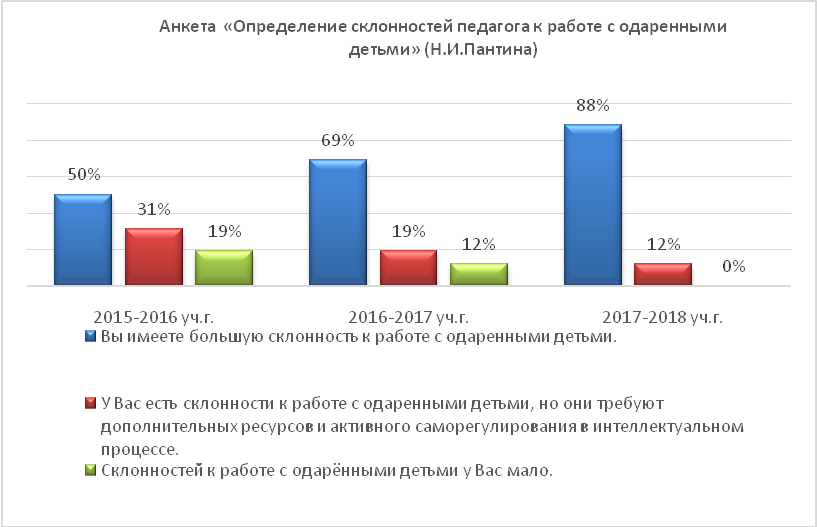 Анкета «Определение склонностей педагога к работе с одаренными
детьми» (Н.И.Пантина)
88%
69%
50%
31%
19%
19%
12%
12%
0%
2015-2016 уч.г.
2016-2017 уч.г.
2017-2018 уч.г.
Вы имеете большую склонность к работе с одаренными детьми.
У Вас есть склонности к работе с одаренными детьми, но они требуют
дополнительных ресурсов и активного саморегулирования в интеллектуальном
процессе.
Склонностей к работе с одарёнными детьми у Вас мало.